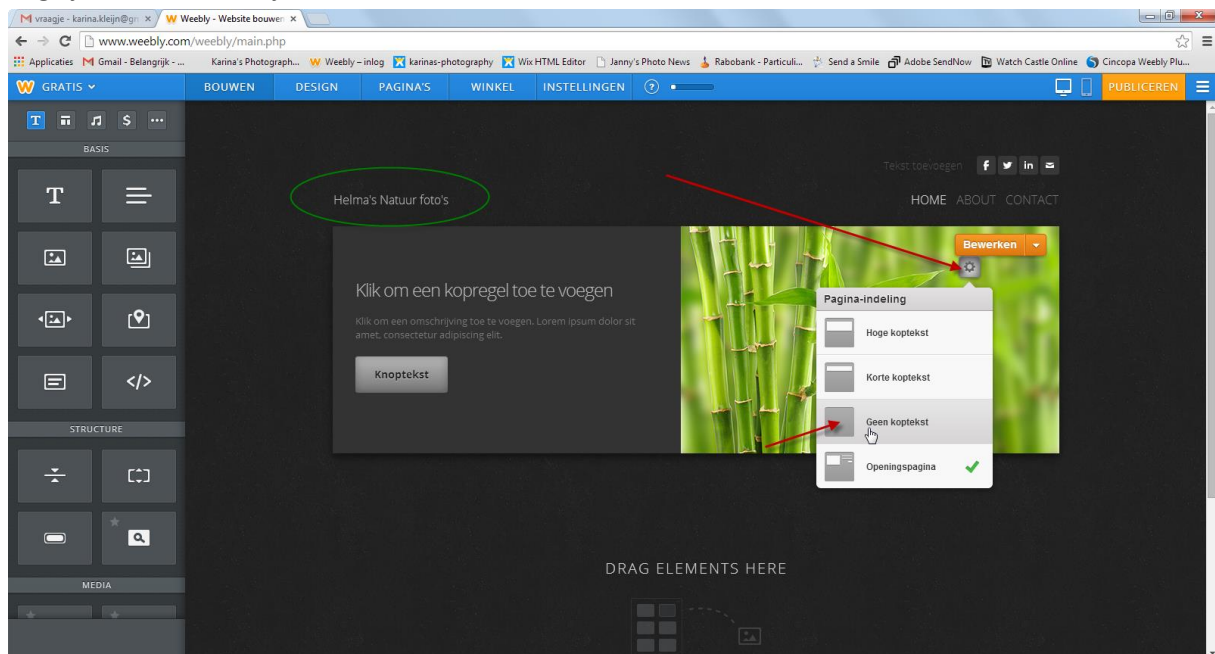 vraagje - karina.kleijn@gm
Weebly - Website bouwen
www.weebly.com/weebly/main.php
Applicaties
Gmail - Belangrijk - ...
Karina's Photograph...
Weebly – inlog
karinas-photography
Wix HTML Editor
Janny's Photo News
Rabobank - Particuli...
Send a Smile
Adobe SendNow
Watch Castle Online
Cincopa Weebly Plu...
GRATIS
BOUWEN
DESIGN
PAGINA'S
WINKEL
INSTELLINGEN
?
PUBLICEREN
BASIS
Tekst toevoegen
Helma's Natuur foto's
HOME ABOUT CONTACT
Bewerken
Klik om een kopregel toe te voegen
Klik om een omschrijving toe te voegen. Lorem ipsum dolor sit
amet, consectetur adipiscing elit.
Knoptekst
Pagina-indeling
Hoge koptekst
Korte koptekst
Geen koptekst
Openingspagina
STRUCTURE
DRAG ELEMENTS HERE
MEDIA